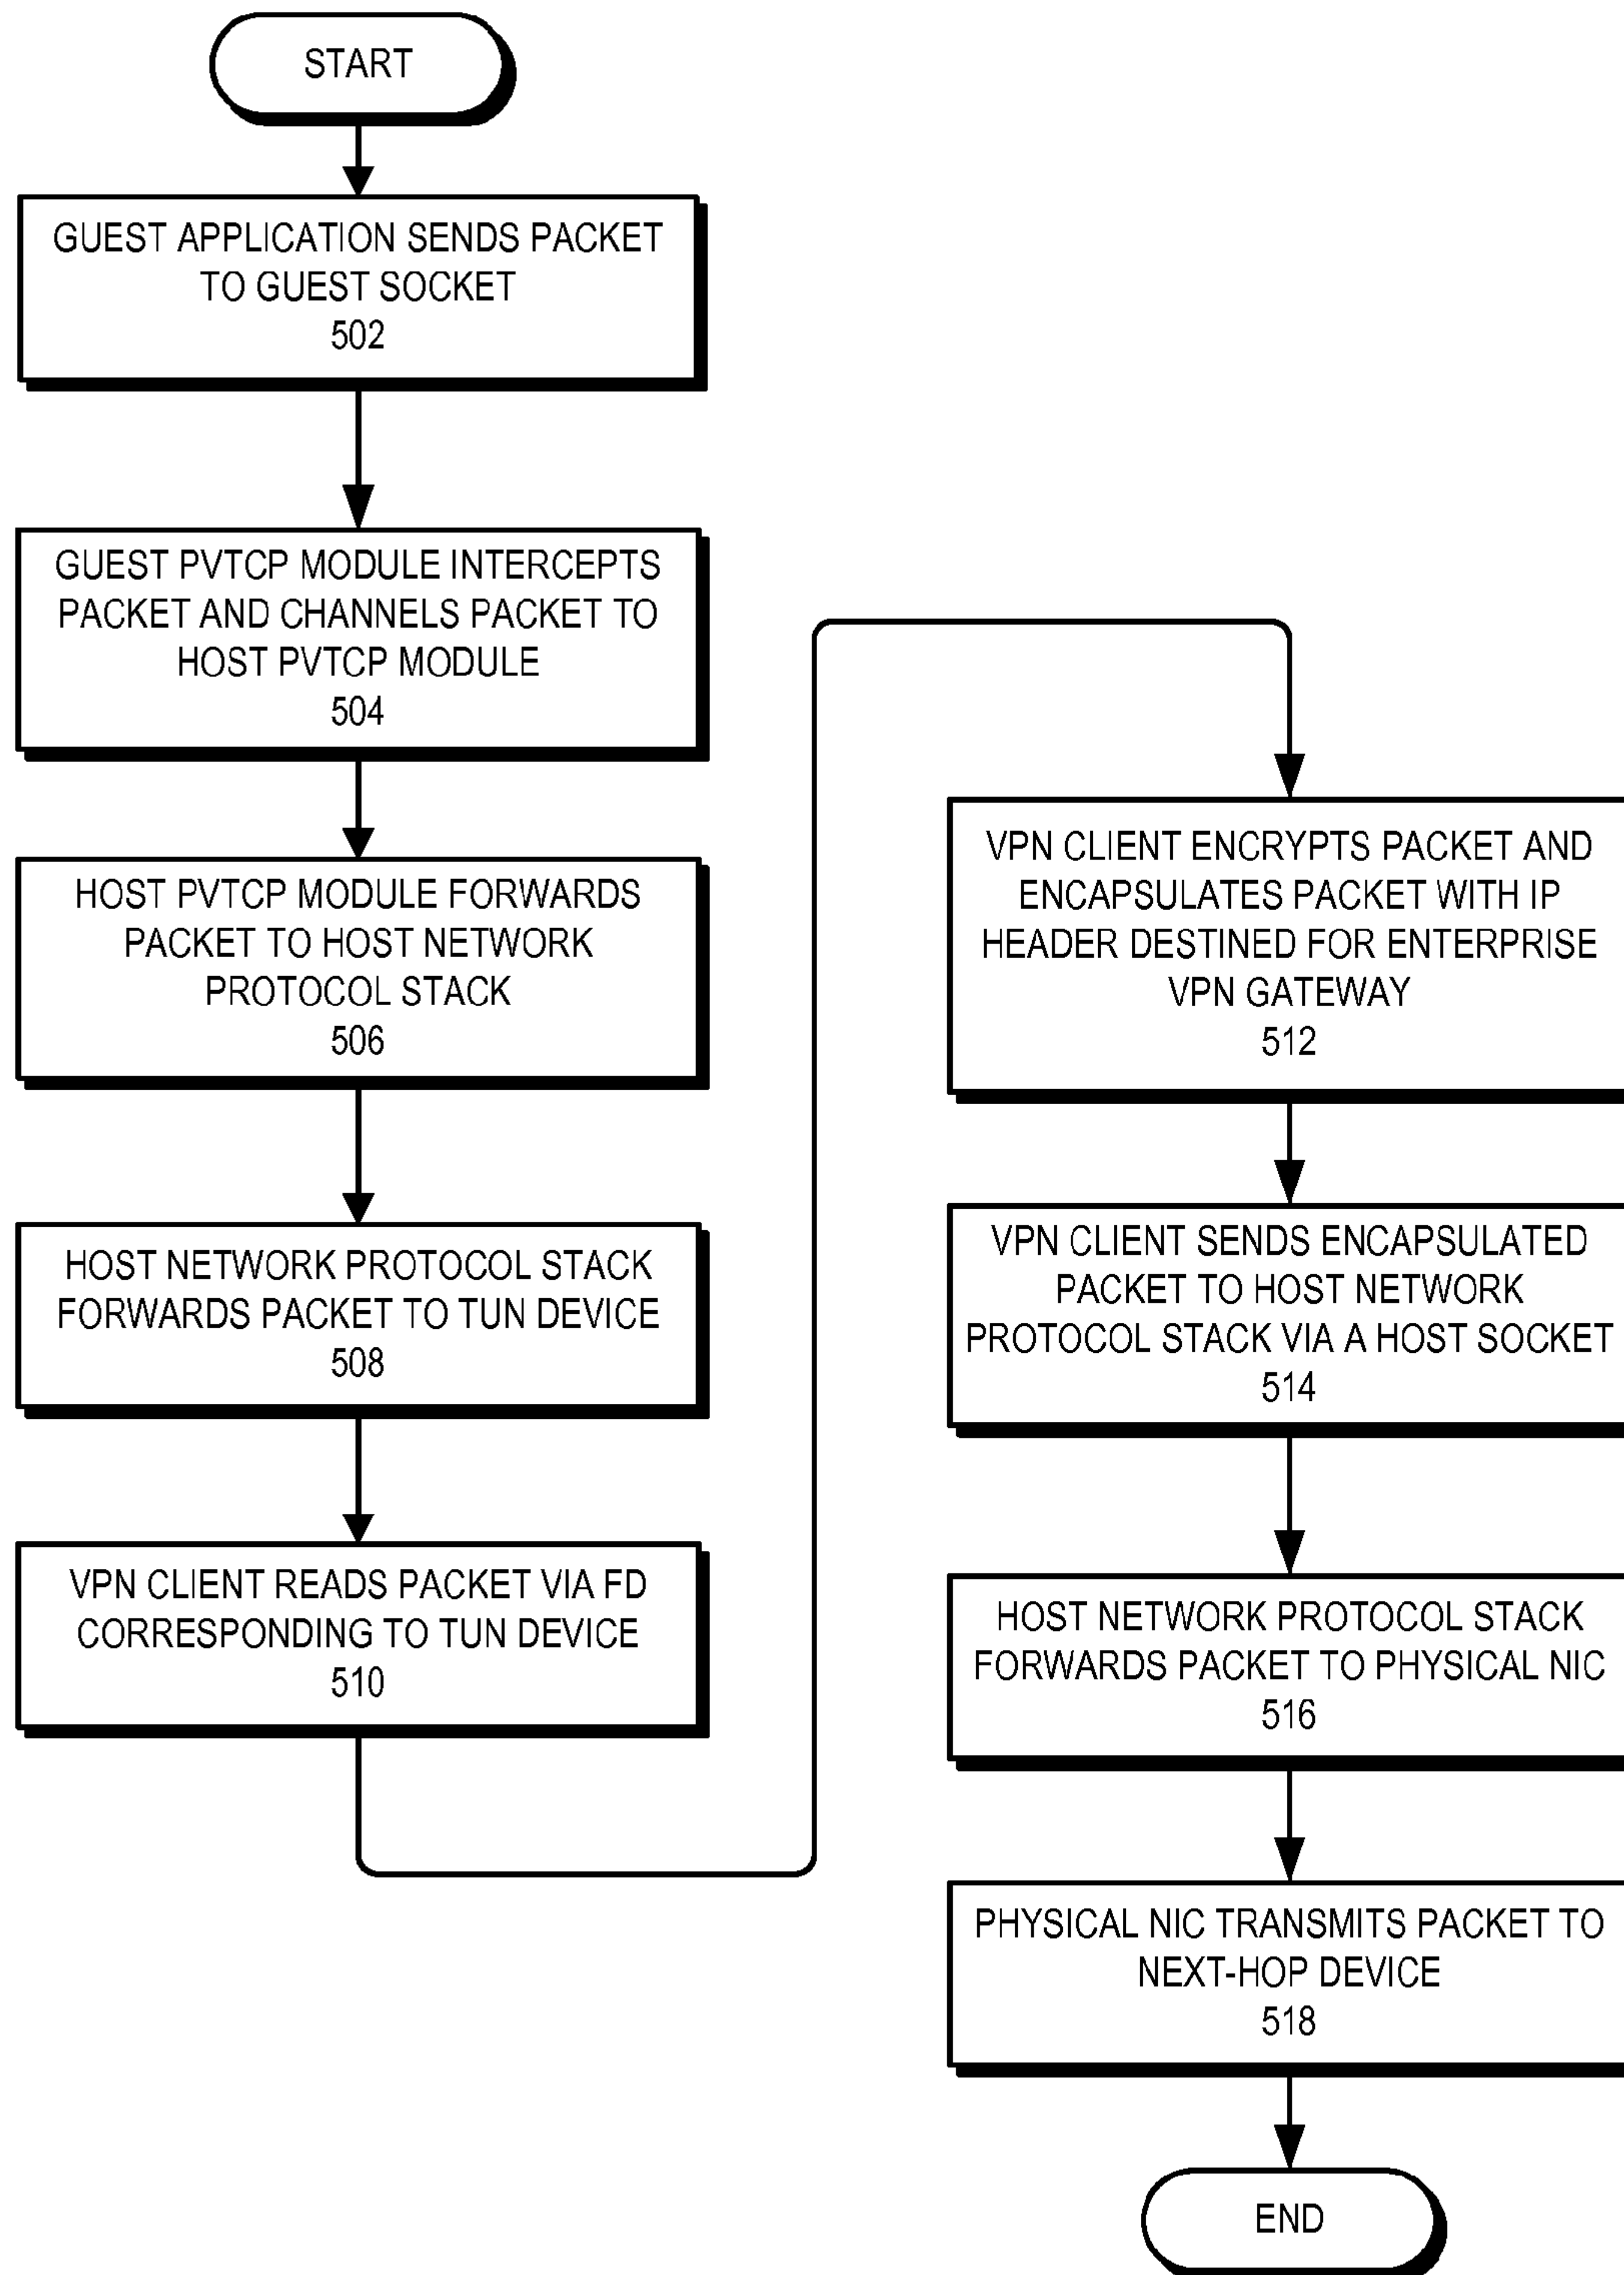 START
GUEST APPLICATION SENDS PACKET
TO GUEST SOCKET
502
GUEST PVTCP MODULE INTERCEPTS
PACKET AND CHANNELS PACKET TO
HOST PVTCP MODULE
504
HOST PVTCP MODULE FORWARDS
PACKET TO HOST NETWORK
PROTOCOL STACK
506
HOST NETWORK PROTOCOL STACK
FORWARDS PACKET TO TUN DEVICE
508
VPN CLIENT READS PACKET VIA FD
CORRESPONDING TO TUN DEVICE
510
VPN CLIENT ENCRYPTS PACKET AND
ENCAPSULATES PACKET WITH IP
HEADER DESTINED FOR ENTERPRISE
VPN GATEWAY
512
VPN CLIENT SENDS ENCAPSULATED
PACKET TO HOST NETWORK
PROTOCOL STACK VIA A HOST SOCKET
514
HOST NETWORK PROTOCOL STACK
FORWARDS PACKET TO PHYSICAL NIC
516
PHYSICAL NIC TRANSMITS PACKET TO
NEXT-HOP DEVICE
518
END